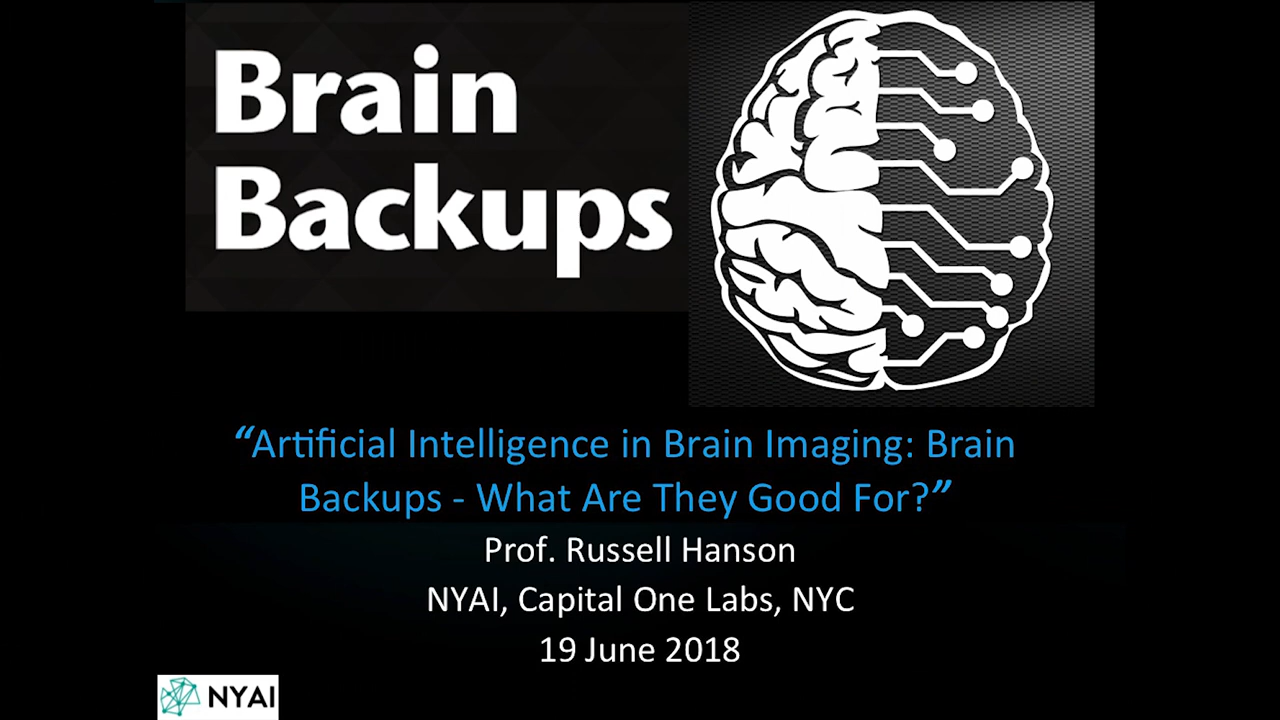 Brain
Backups
“Artificial Intelligence in Brain Imaging: Brain
Backups - What Are They Good For?”
Prof. Russell Hanson
NYAI, Capital One Labs, NYC
19 June 2018
NYAI